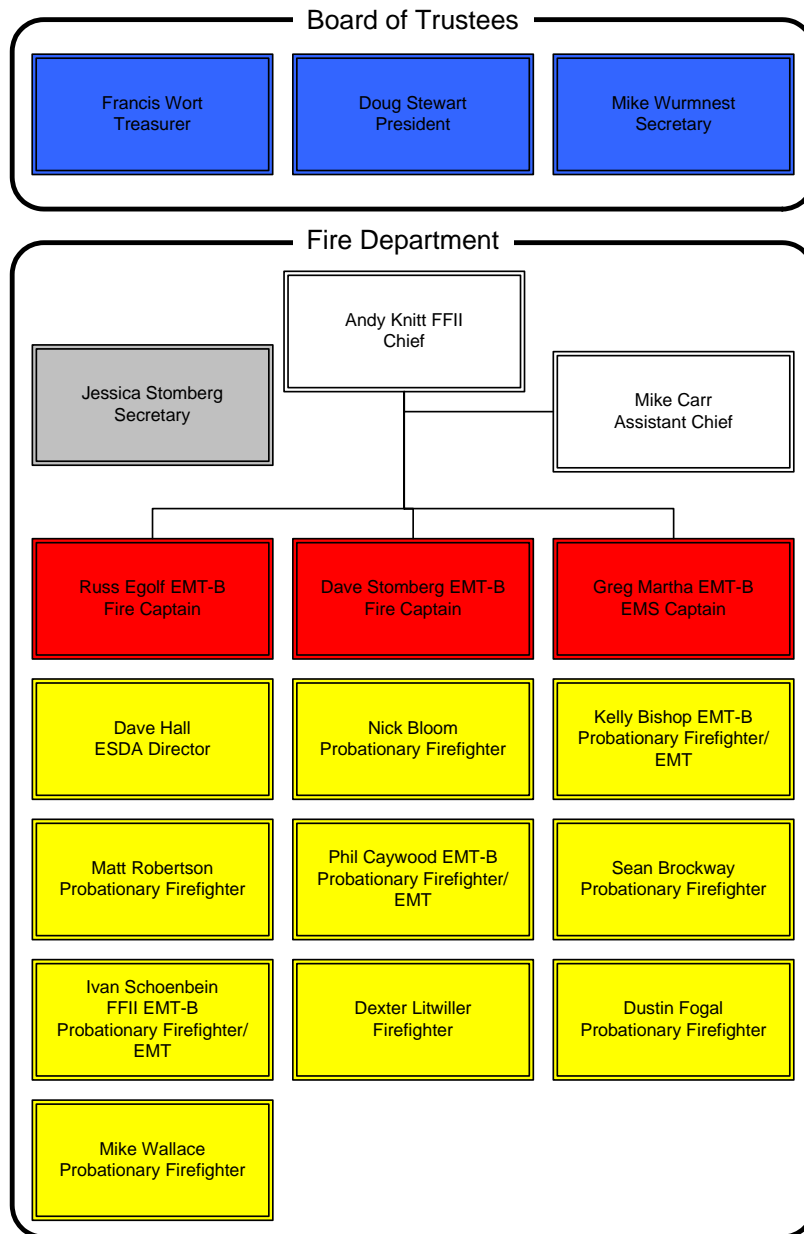 Board of Trustees
Francis Wort
Treasurer
Doug Stewart
President
Mike Wurmnest
Secretary
Fire Department
Andy Knitt FFII
Chief
Jessica Stomberg
Secretary
Mike Carr
Assistant Chief
Russ Egolf EMT-B
Fire Captain
Dave Stomberg EMT-B
Fire Captain
Greg Martha EMT-B
EMS Captain
Dave Hall
ESDA Director
Nick Bloom
Probationary Firefighter
Kelly Bishop EMT-B
Probationary Firefighter/
EMT
Matt Robertson
Probationary Firefighter
Phil Caywood EMT-B
Probationary Firefighter/
EMT
Sean Brockway
Probationary Firefighter
Ivan Schoenbein
FFII EMT-B
Probationary Firefighter/
EMT
Dexter Litwiller
Firefighter
Dustin Fogal
Probationary Firefighter
Mike Wallace
Probationary Firefighter